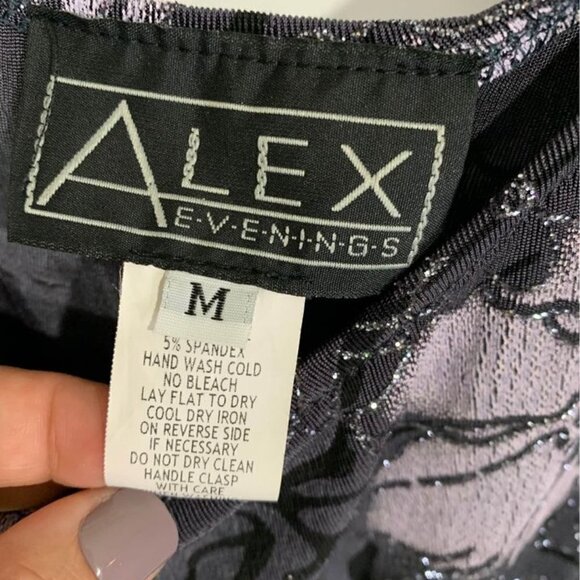 ALEX
E·V·E·N·I·N·G·S
M
5% SPANDEX
HAND WASH COLD
NO BLEACH
LAY FLAT TO DRY
COOL DRY IRON
ON REVERSE SIDE
IF NECESSARY
DO NOT DRY CLEAN
HANDLE CLASP
WITH CARE